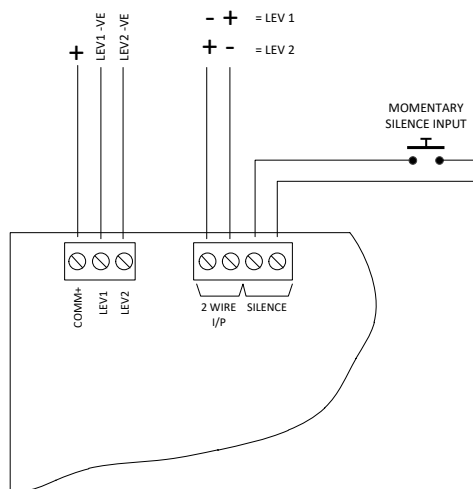 - + = LEV 1
+ - = LEV 2
+
LEV1 -VE
LEV2 -VE
MOMENTARY
SILENCE INPUT
COMM+
LEV1
LEV2
2 WIRE
I/P
SILENCE